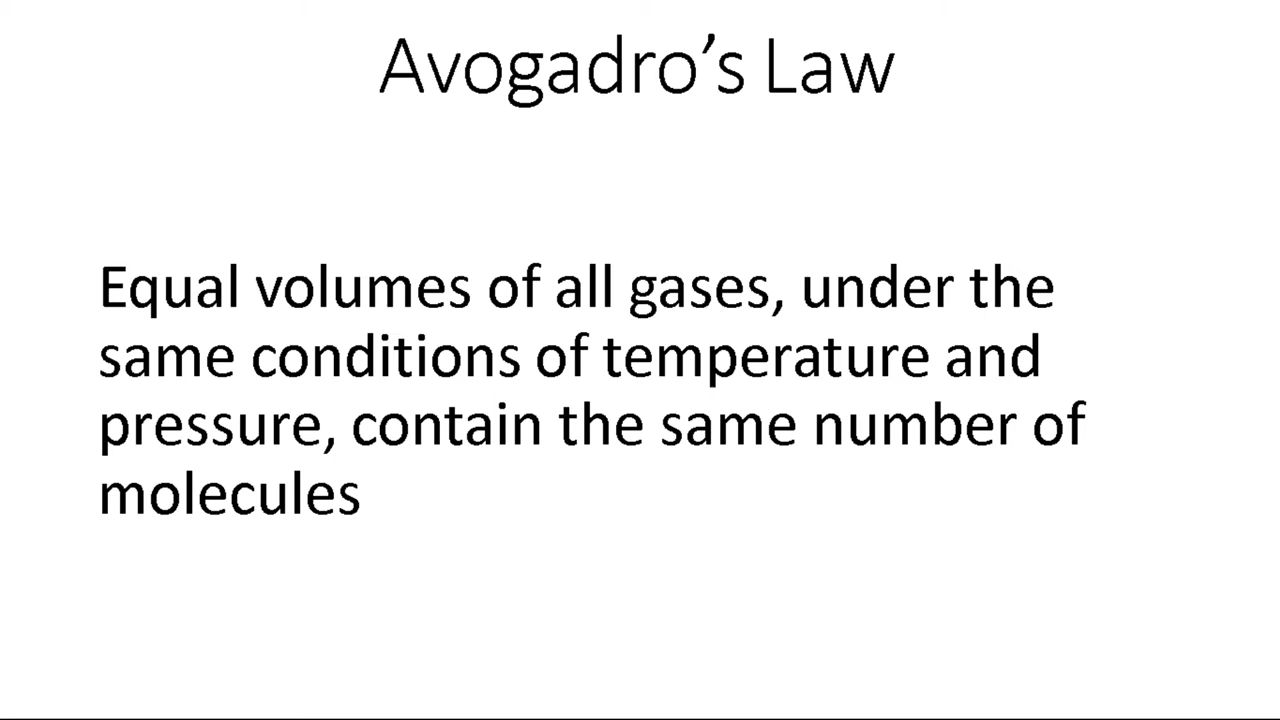 Avogadro’s Law
Equal volumes of all gases, under the
same conditions of temperature and
pressure, contain the same number of
molecules